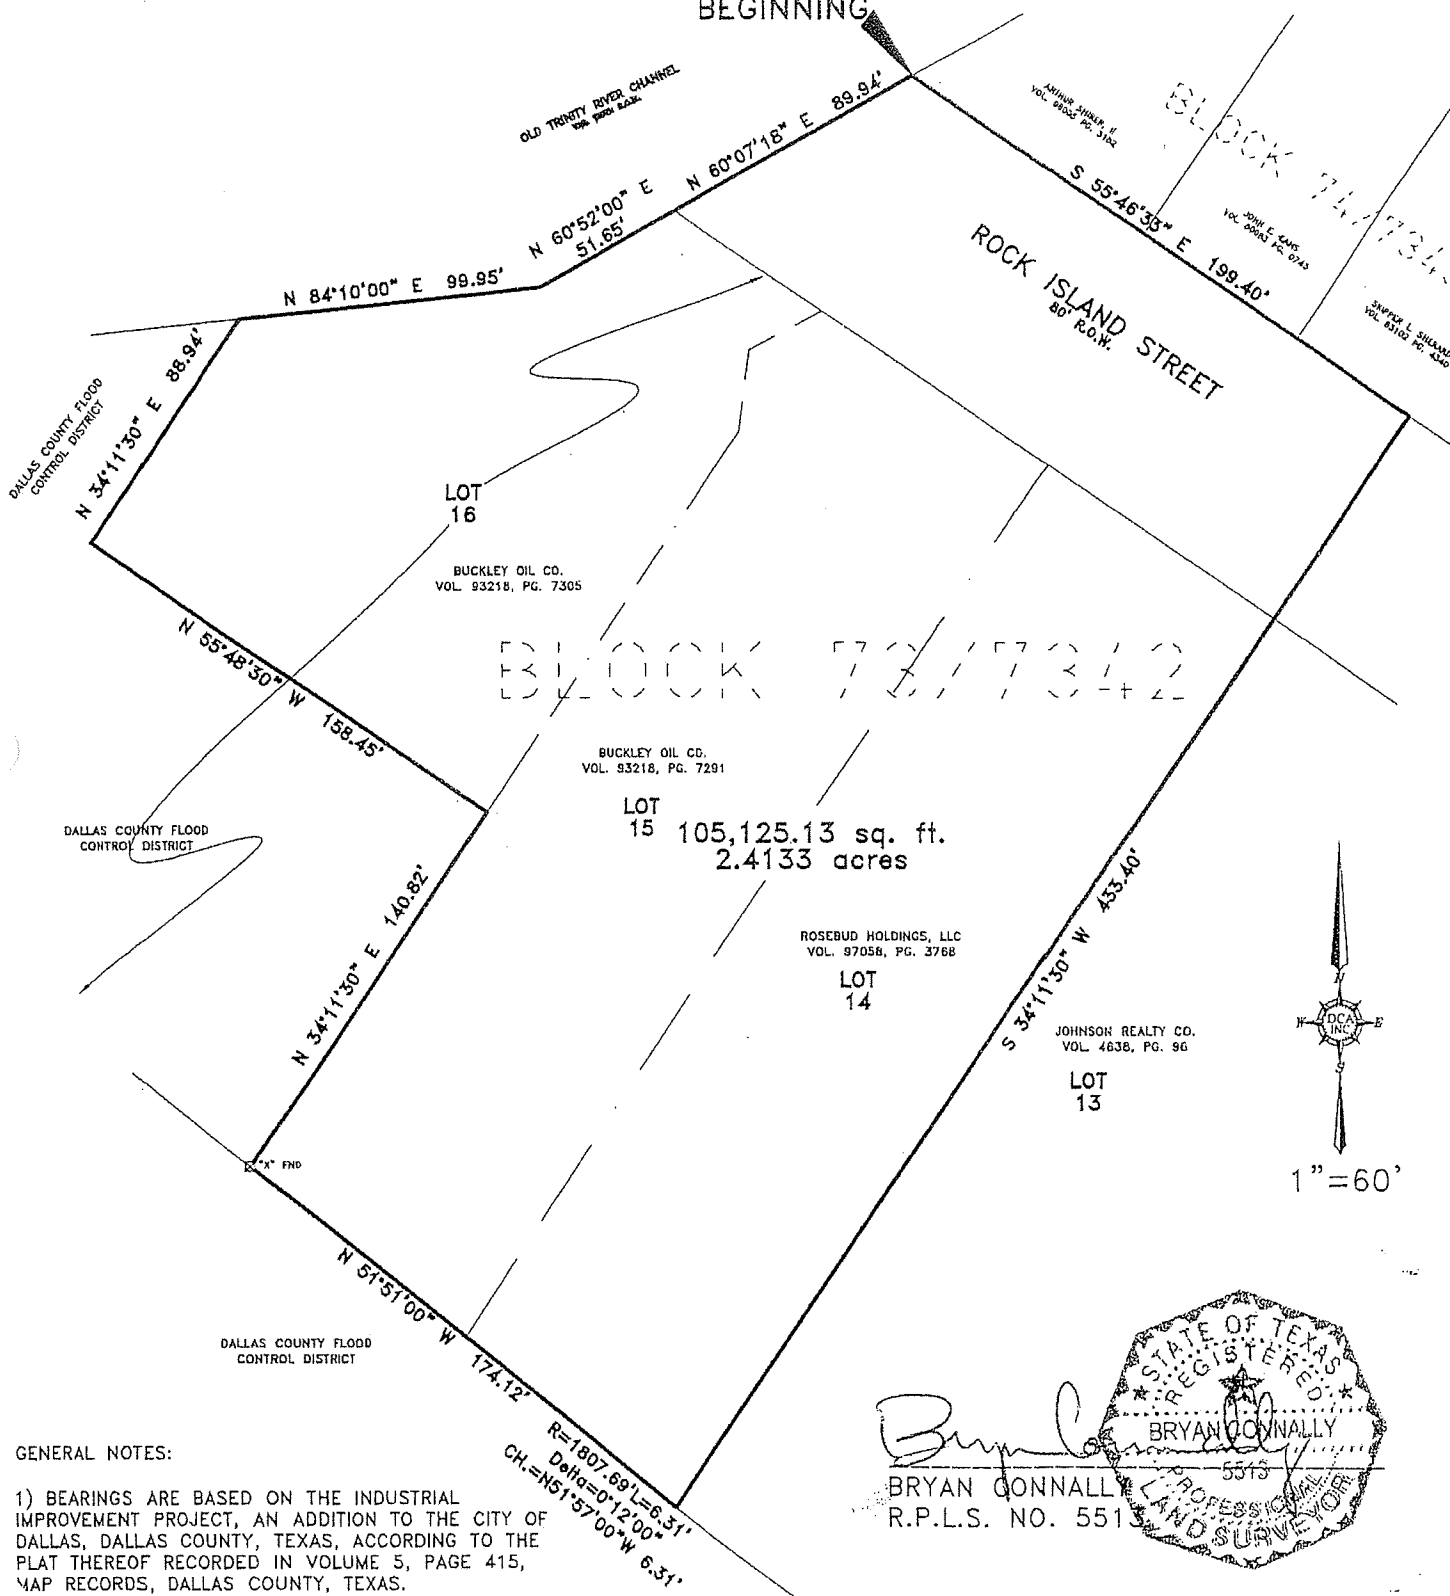 BEGINNING
OLD TRINITY RIVER CHANNEL
N 60°07'18" E 89.94'
N 60°52'00" E
51.65'
N 84°10'00" E 99.95'
N 34°11'30" E 88.94'
DALLAS COUNTY FLOOD
CONTROL DISTRICT
BLOCK 74/734
S 55°46'33" E 199.40'
ROCK ISLAND STREET
80' R.O.W.
LOT
16
BUCKLEY OIL CO.
VOL. 93218, PG. 7305
N 55°48'30" W 158.45'
BLOCK 73/7342
BUCKLEY OIL CO.
VOL. 93218, PG. 7291
LOT
15
105,125.13 sq. ft.
2.4133 acres
DALLAS COUNTY FLOOD
CONTROL DISTRICT
N 34°11'30" E 140.82'
ROSEBUD HOLDINGS, LLC
VOL. 97058, PG. 3768
LOT
14
S 34°11'30" W 433.40'
JOHNSON REALTY CO.
VOL. 4638, PG. 96
LOT
13
N
W DCA INC E
S
1"=60'
"X" FND
N 51°51'00" W 174.12'
DALLAS COUNTY FLOOD
CONTROL DISTRICT
R=1807.69'L=6.31'
Delta=0°12'00"
CH.=N51°57'00"W 6.31'
STATE OF TEXAS
REGISTERED
BRYAN CONNALLY
5513
PROFESSIONAL
LAND SURVEYOR
BRYAN CONNALLY
R.P.L.S. NO. 5513
GENERAL NOTES:
1) BEARINGS ARE BASED ON THE INDUSTRIAL
IMPROVEMENT PROJECT, AN ADDITION TO THE CITY OF
DALLAS, DALLAS COUNTY, TEXAS, ACCORDING TO THE
PLAT THEREOF RECORDED IN VOLUME 5, PAGE 415,
MAP RECORDS, DALLAS COUNTY, TEXAS.